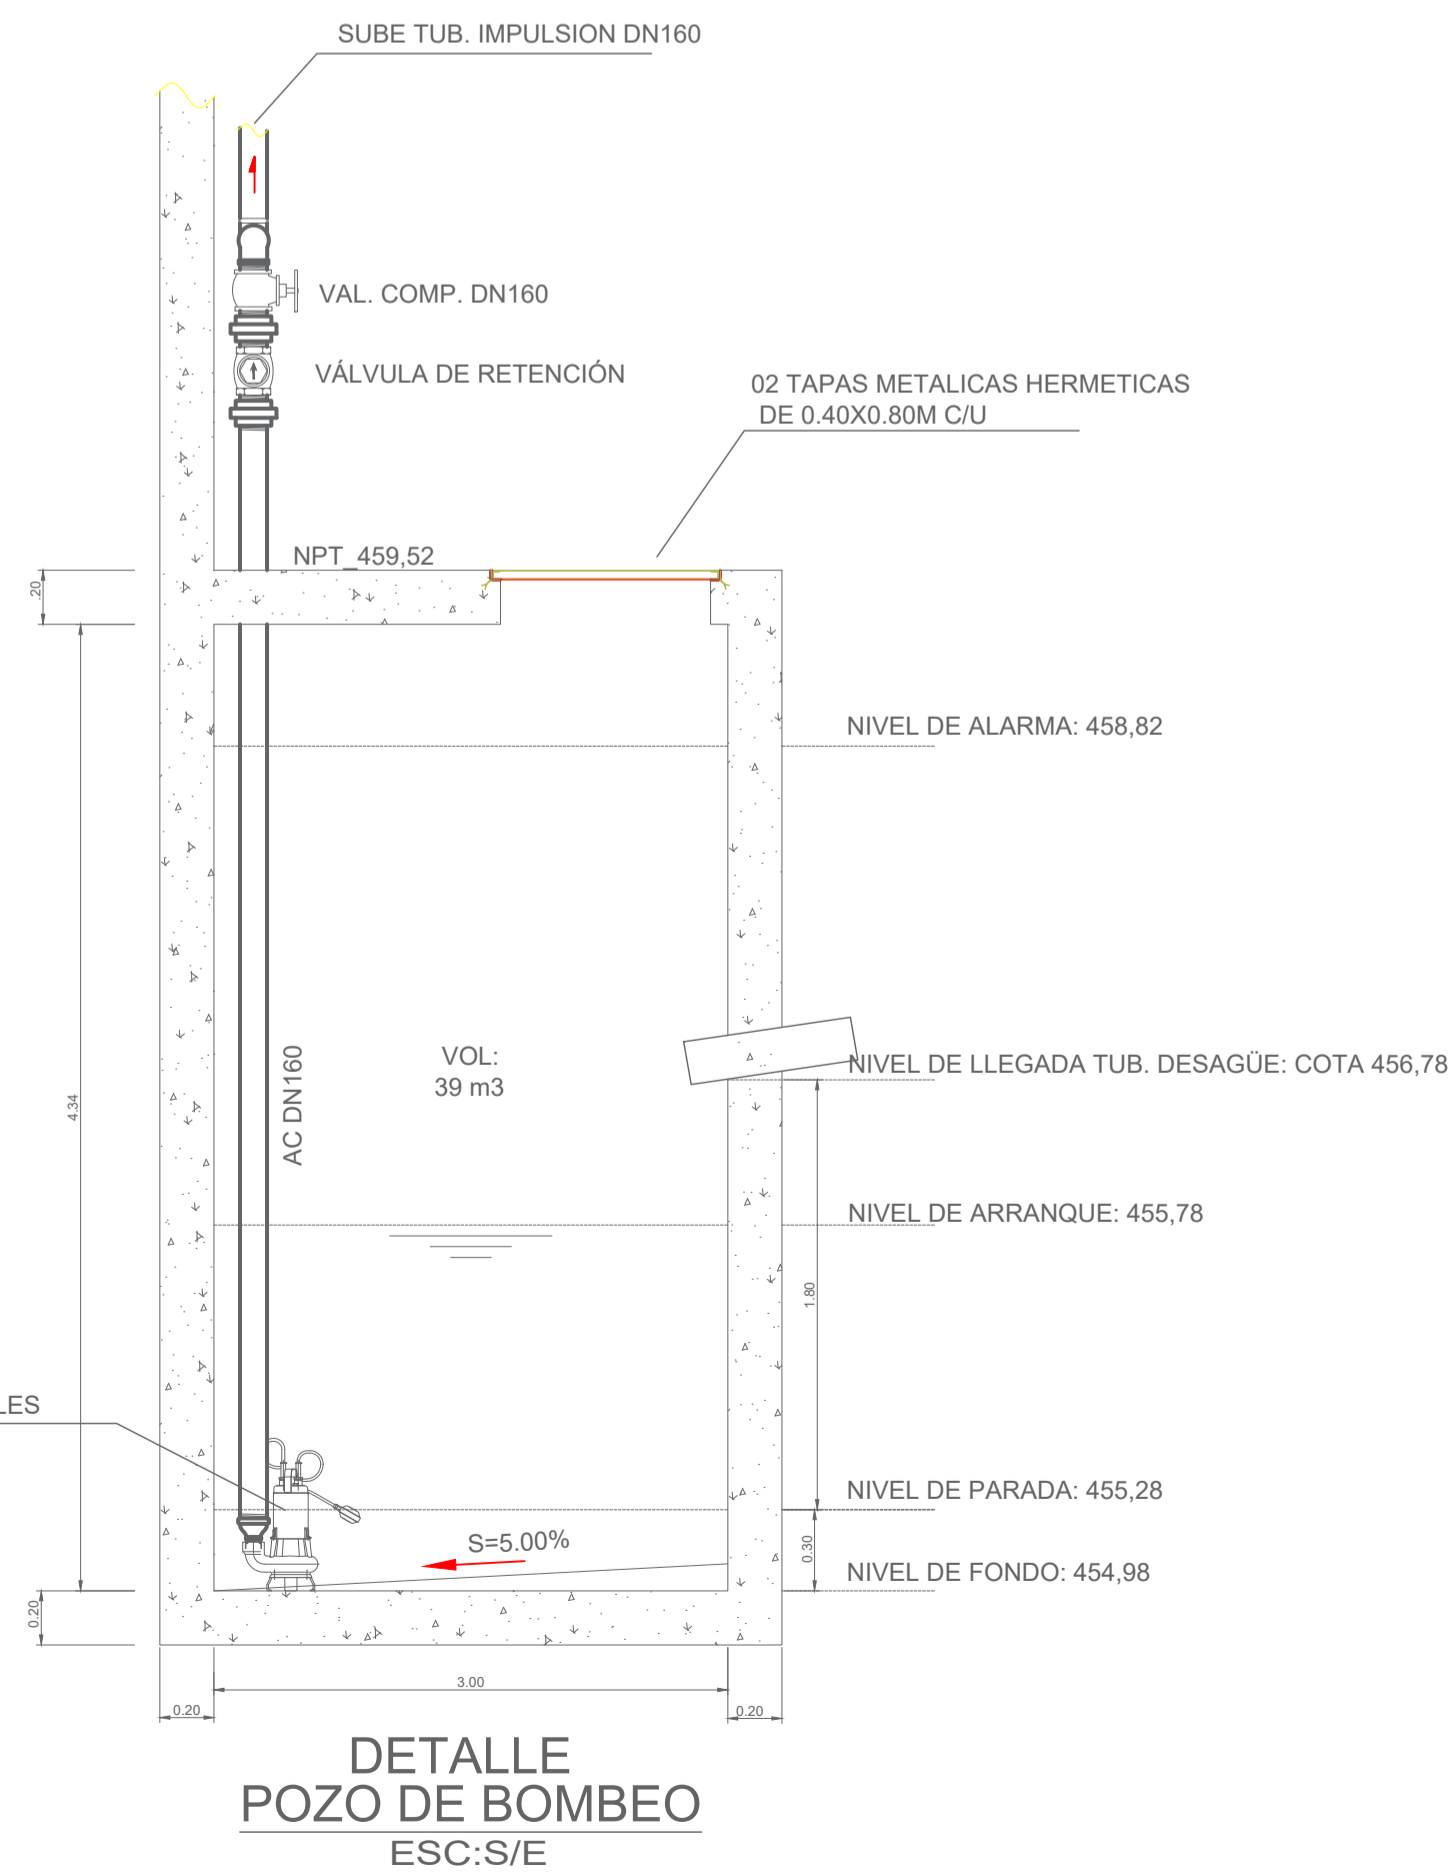 SUBE TUB. IMPULSION DN160
VAL. COMP. DN160
VÁLVULA DE RETENCIÓN
02 TAPAS METALICAS HERMETICAS
DE 0.40X0.80M C/U
NPT_459,52
.20
NIVEL DE ALARMA: 458,82
4.34
AC DN160
VOL:
39 m3
NIVEL DE LLEGADA TUB. DESAGÜE: COTA 456,78
NIVEL DE ARRANQUE: 455,78
1.80
LES
NIVEL DE PARADA: 455,28
S=5.00%
0.30
NIVEL DE FONDO: 454,98
0.20
3.00
0.20
0.20
DETALLE
POZO DE BOMBEO
ESC:S/E